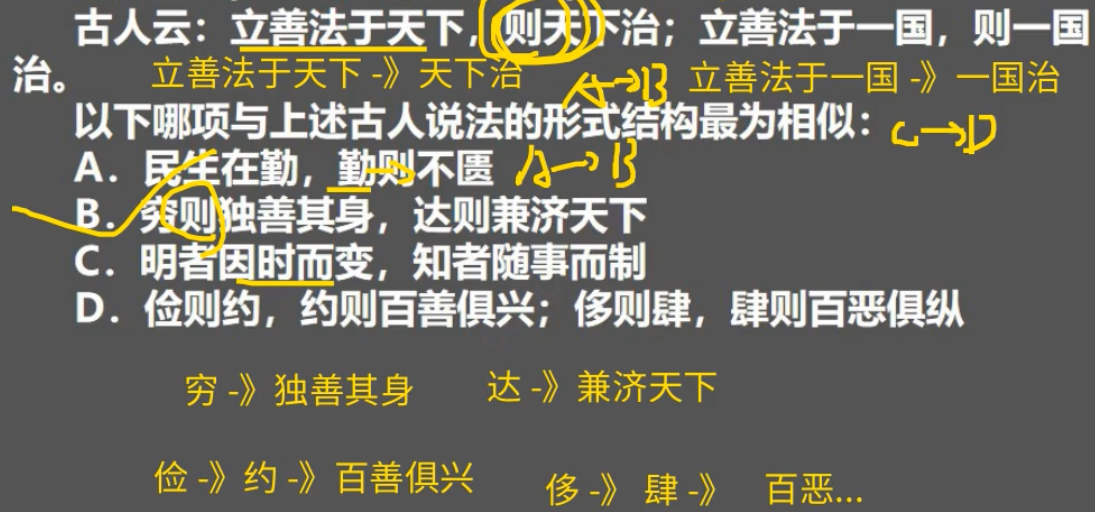 古人云：立善法于天下，则天下治；立善法于一国，则一国
治。
立善法于天下 -》天下治
立善法于一国 -》一国治
A→B
以下哪项与上述古人说法的形式结构最为相似：
C→D
A．民生在勤，勤则不匮
A→B
B．穷则独善其身，达则兼济天下
C．明者因时而变，知者随事而制
D．俭则约，约则百善俱兴；侈则肆，肆则百恶俱纵
穷 -》独善其身
达 -》兼济天下
俭 -》约 -》百善俱兴
侈 -》 肆 -》 百恶...